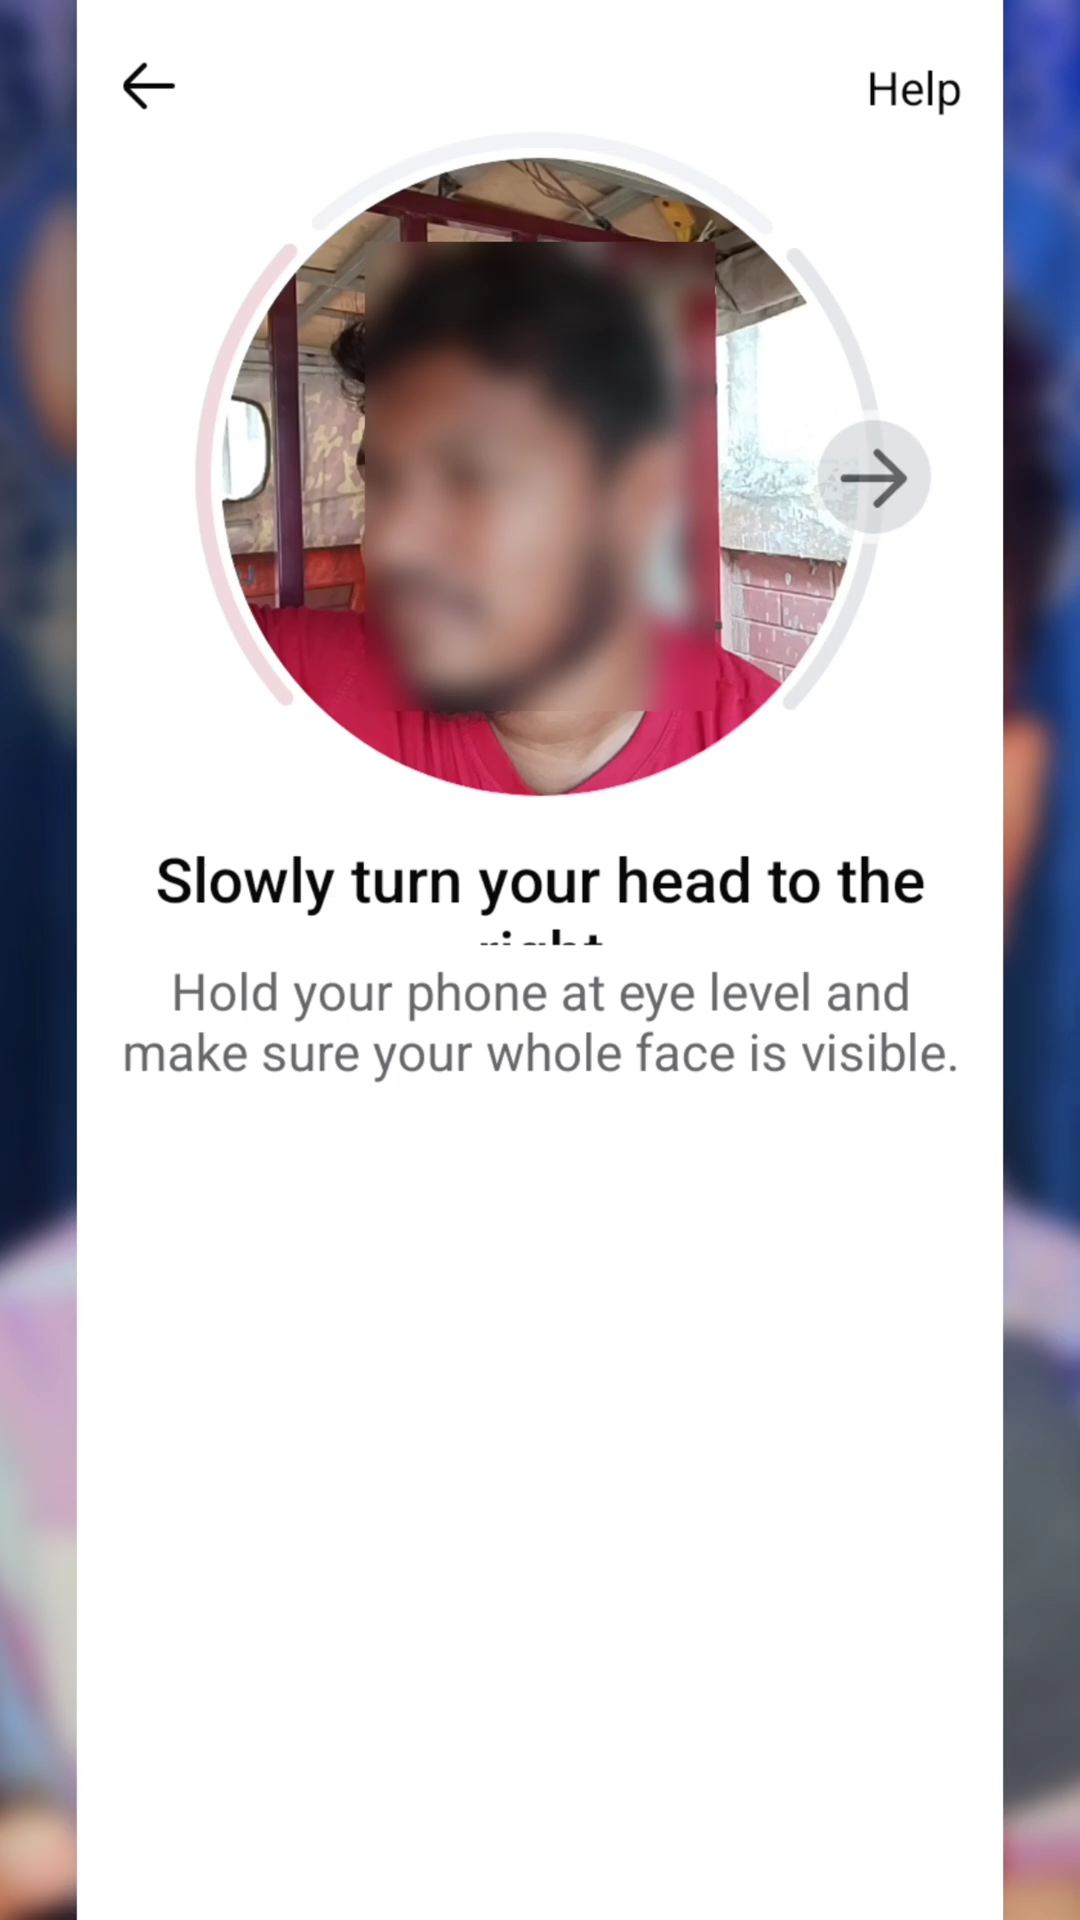 Help
Slowly turn your head to the
right
Hold your phone at eye level and
make sure your whole face is visible.